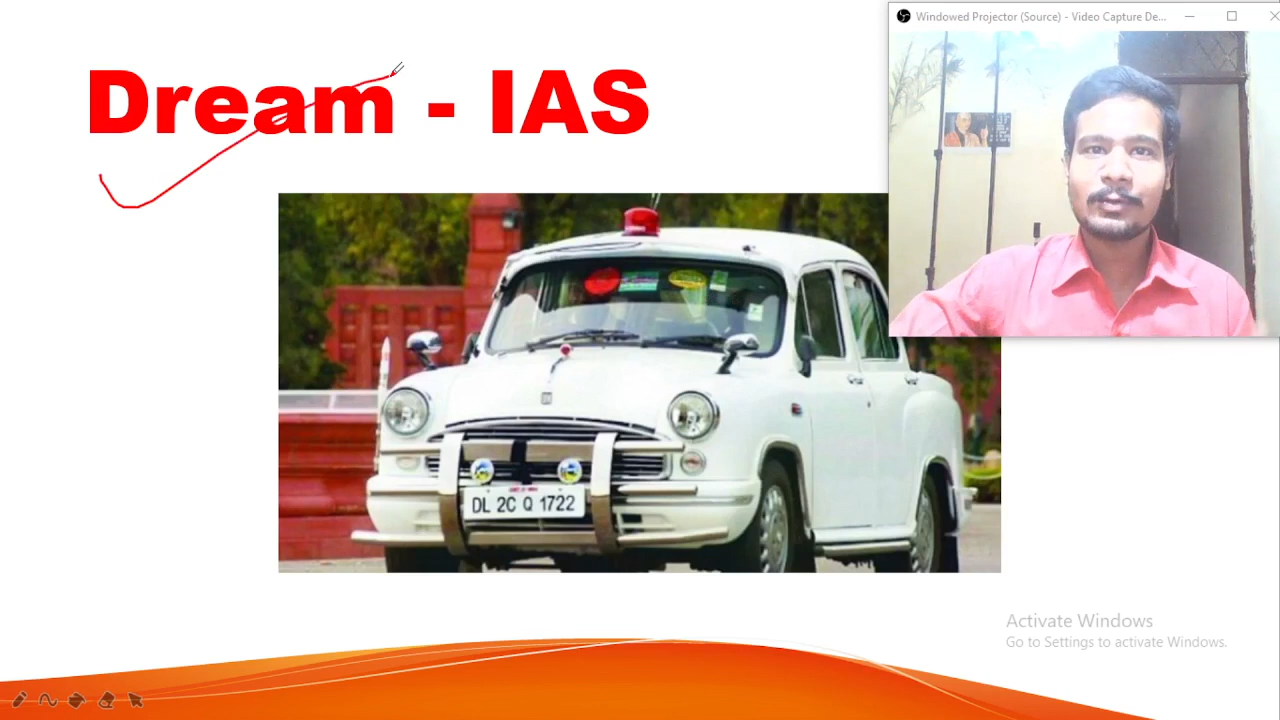 Windowed Projector (Source) - Video Capture De...
Dream - IAS
DL 2C Q 1722
Activate Windows
Go to Settings to activate Windows.